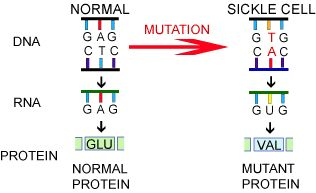 NORMAL
SICKLE CELL
MUTATION
DNA
G A G
G T G
C T C
C A C
RNA
G A G
G U G
PROTEIN
GLU
VAL
NORMAL
PROTEIN
MUTANT
PROTEIN